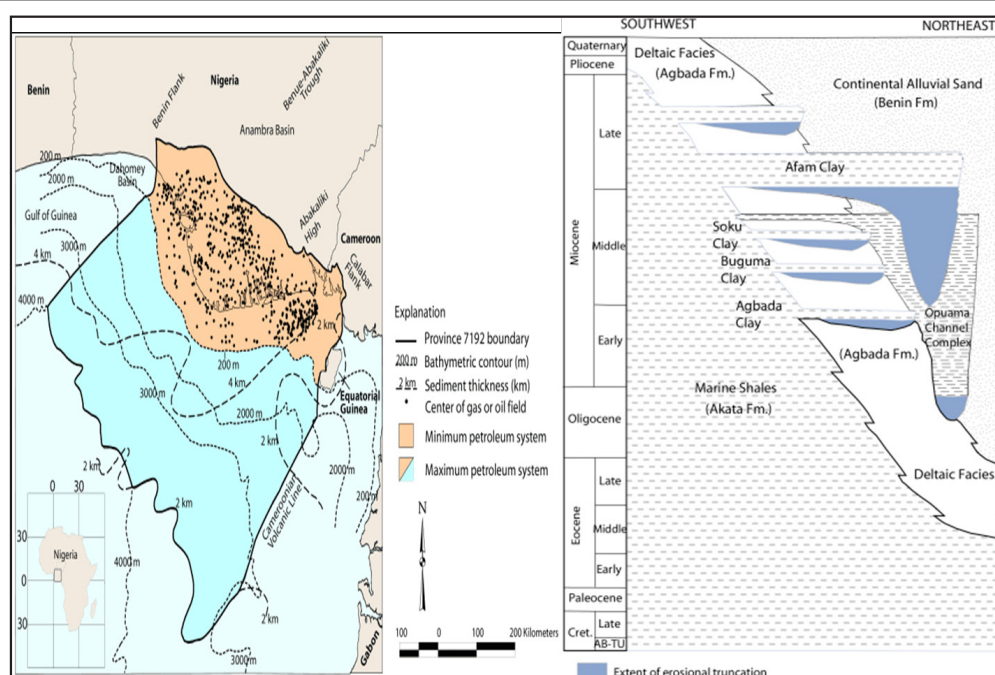 Benin
Nigeria
Benin Flank
Benue-Abakaliki
Trough
Anambra Basin
200 m
2000 m
Dahomey
Basin
Gulf of Guinea
3000 m
4 km
4000 m
Abakaliki
High
Cameroon
Calabar
Flank
2 km
200 m
4 km
3000 m
2000 m
2 km
Equatorial
Guinea
2000 m
200 m
2 km
2 km
Cameroonian
Volcanic Line
4000 m
2 km
3000 m
Gabon
0 30
30
Nigeria
0
30
Explanation
Province 7192 boundary
200 m Bathymetric contour (m)
2 km Sediment thickness (km)
Center of gas or oil field
Minimum petroleum system
Maximum petroleum system
N
100 0 100 200 Kilometers
SOUTHWEST NORTHEAST
Quaternary
Pliocene
Miocene
Late
Middle
Early
Oligocene
Eocene
Late
Middle
Early
Paleocene
Cret.
Late
AB-TU
Deltaic Facies
(Agbada Fm.)
Continental Alluvial Sand
(Benin Fm)
Afam Clay
Soku
Clay
Buguma
Clay
Agbada
Clay
Opuama
Channel
Complex
(Agbada Fm.)
Marine Shales
(Akata Fm.)
Deltaic Facies
Extent of erosional truncation